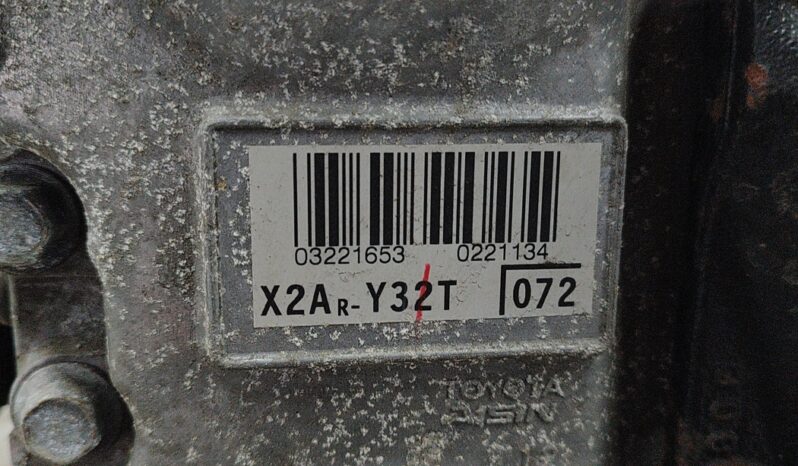 03221653 0221134
X2AR-Y32T 072
TOYOTA
AISIN